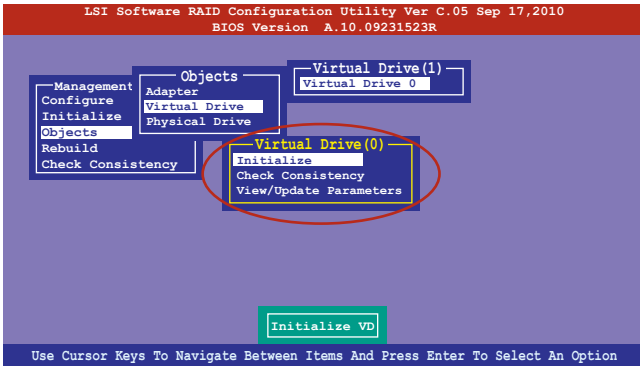 LSI Software RAID Configuration Utility Ver C.05 Sep 17,2010
BIOS Version  A.10.09231523R
Management
Configure
Initialize
Objects
Rebuild
Check Consistency
Objects
Adapter
Virtual Drive
Physical Drive
Virtual Drive(1)
Virtual Drive 0
Virtual Drive(0)
Initialize
Check Consistency
View/Update Parameters
Initialize VD
Use Cursor Keys To Navigate Between Items And Press Enter To Select An Option